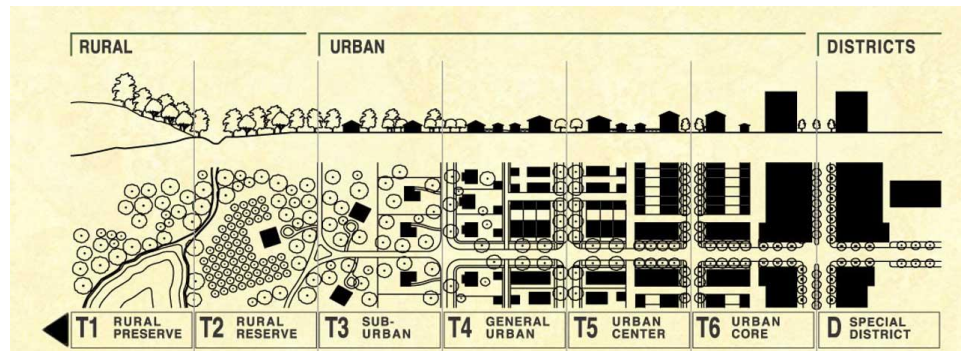 RURAL
URBAN
DISTRICTS
T1 RURAL
PRESERVE
T2 RURAL
RESERVE
T3 SUB-
URBAN
T4 GENERAL
URBAN
T5 URBAN
CENTER
T6 URBAN
CORE
D SPECIAL
DISTRICT